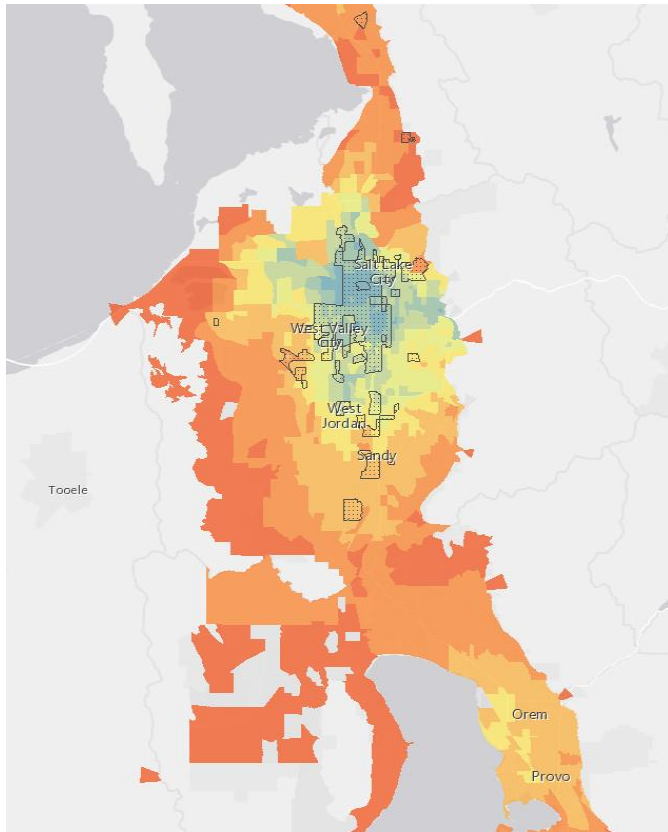 Salt Lake
City
West Valley
City
West
Jordan
Sandy
Tooele
Orem
Provo